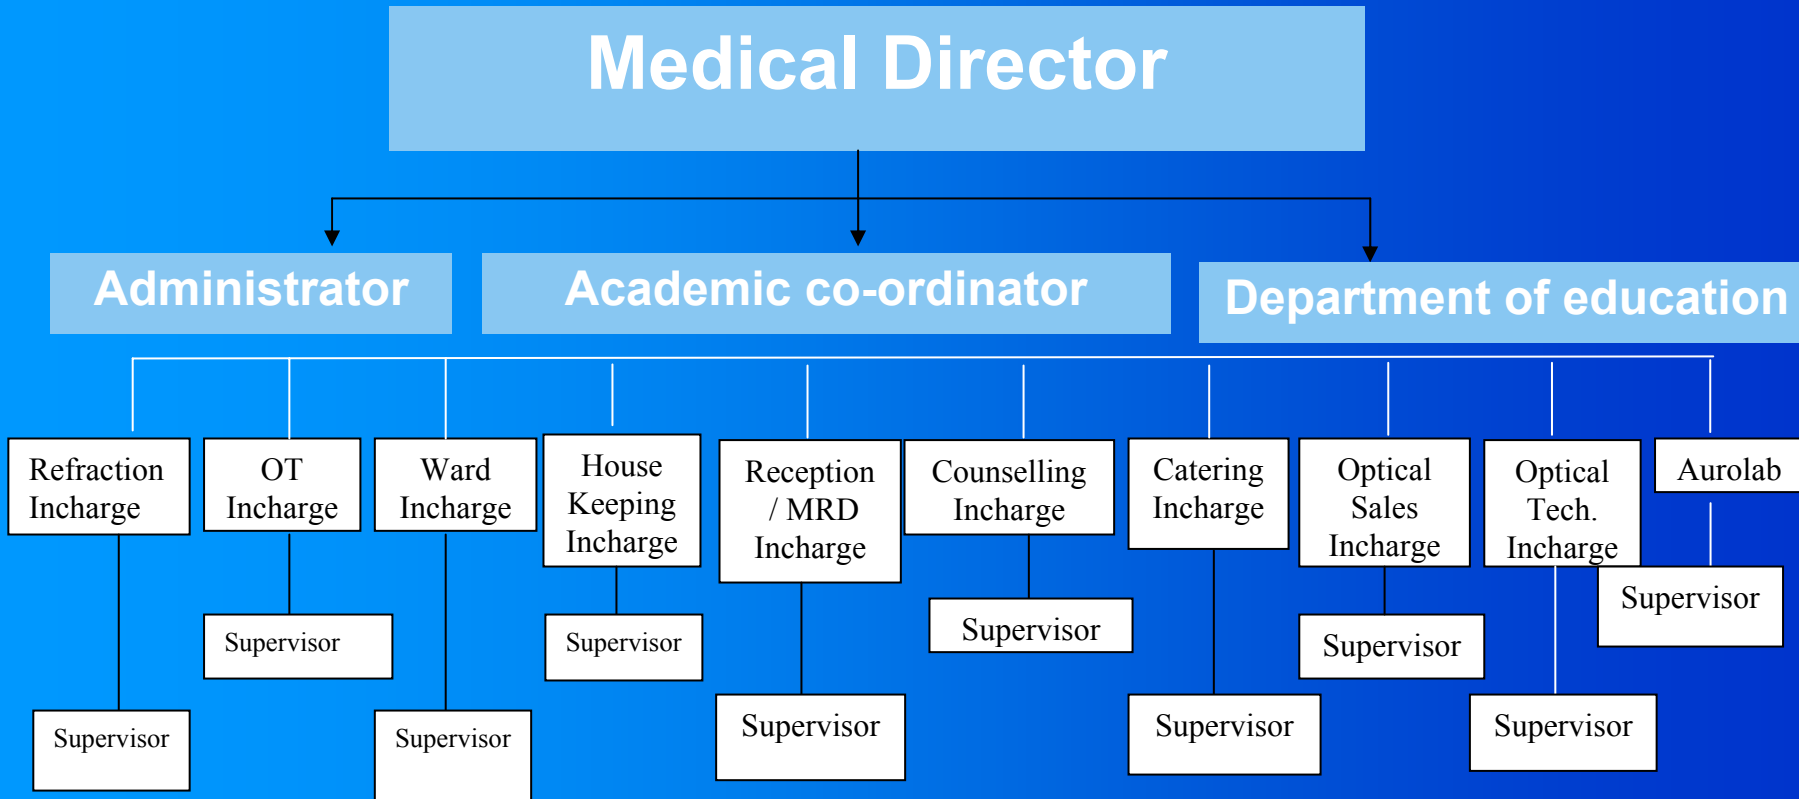 Medical Director
Administrator
Academic co-ordinator
Department of education
Refraction
Incharge
OT
Incharge
Ward
Incharge
House
Keeping
Incharge
Reception
/ MRD
Incharge
Counselling
Incharge
Catering
Incharge
Optical
Sales
Incharge
Optical
Tech.
Incharge
Aurolab
Supervisor
Supervisor
Supervisor
Supervisor
Supervisor
Supervisor
Supervisor
Supervisor
Supervisor
Supervisor